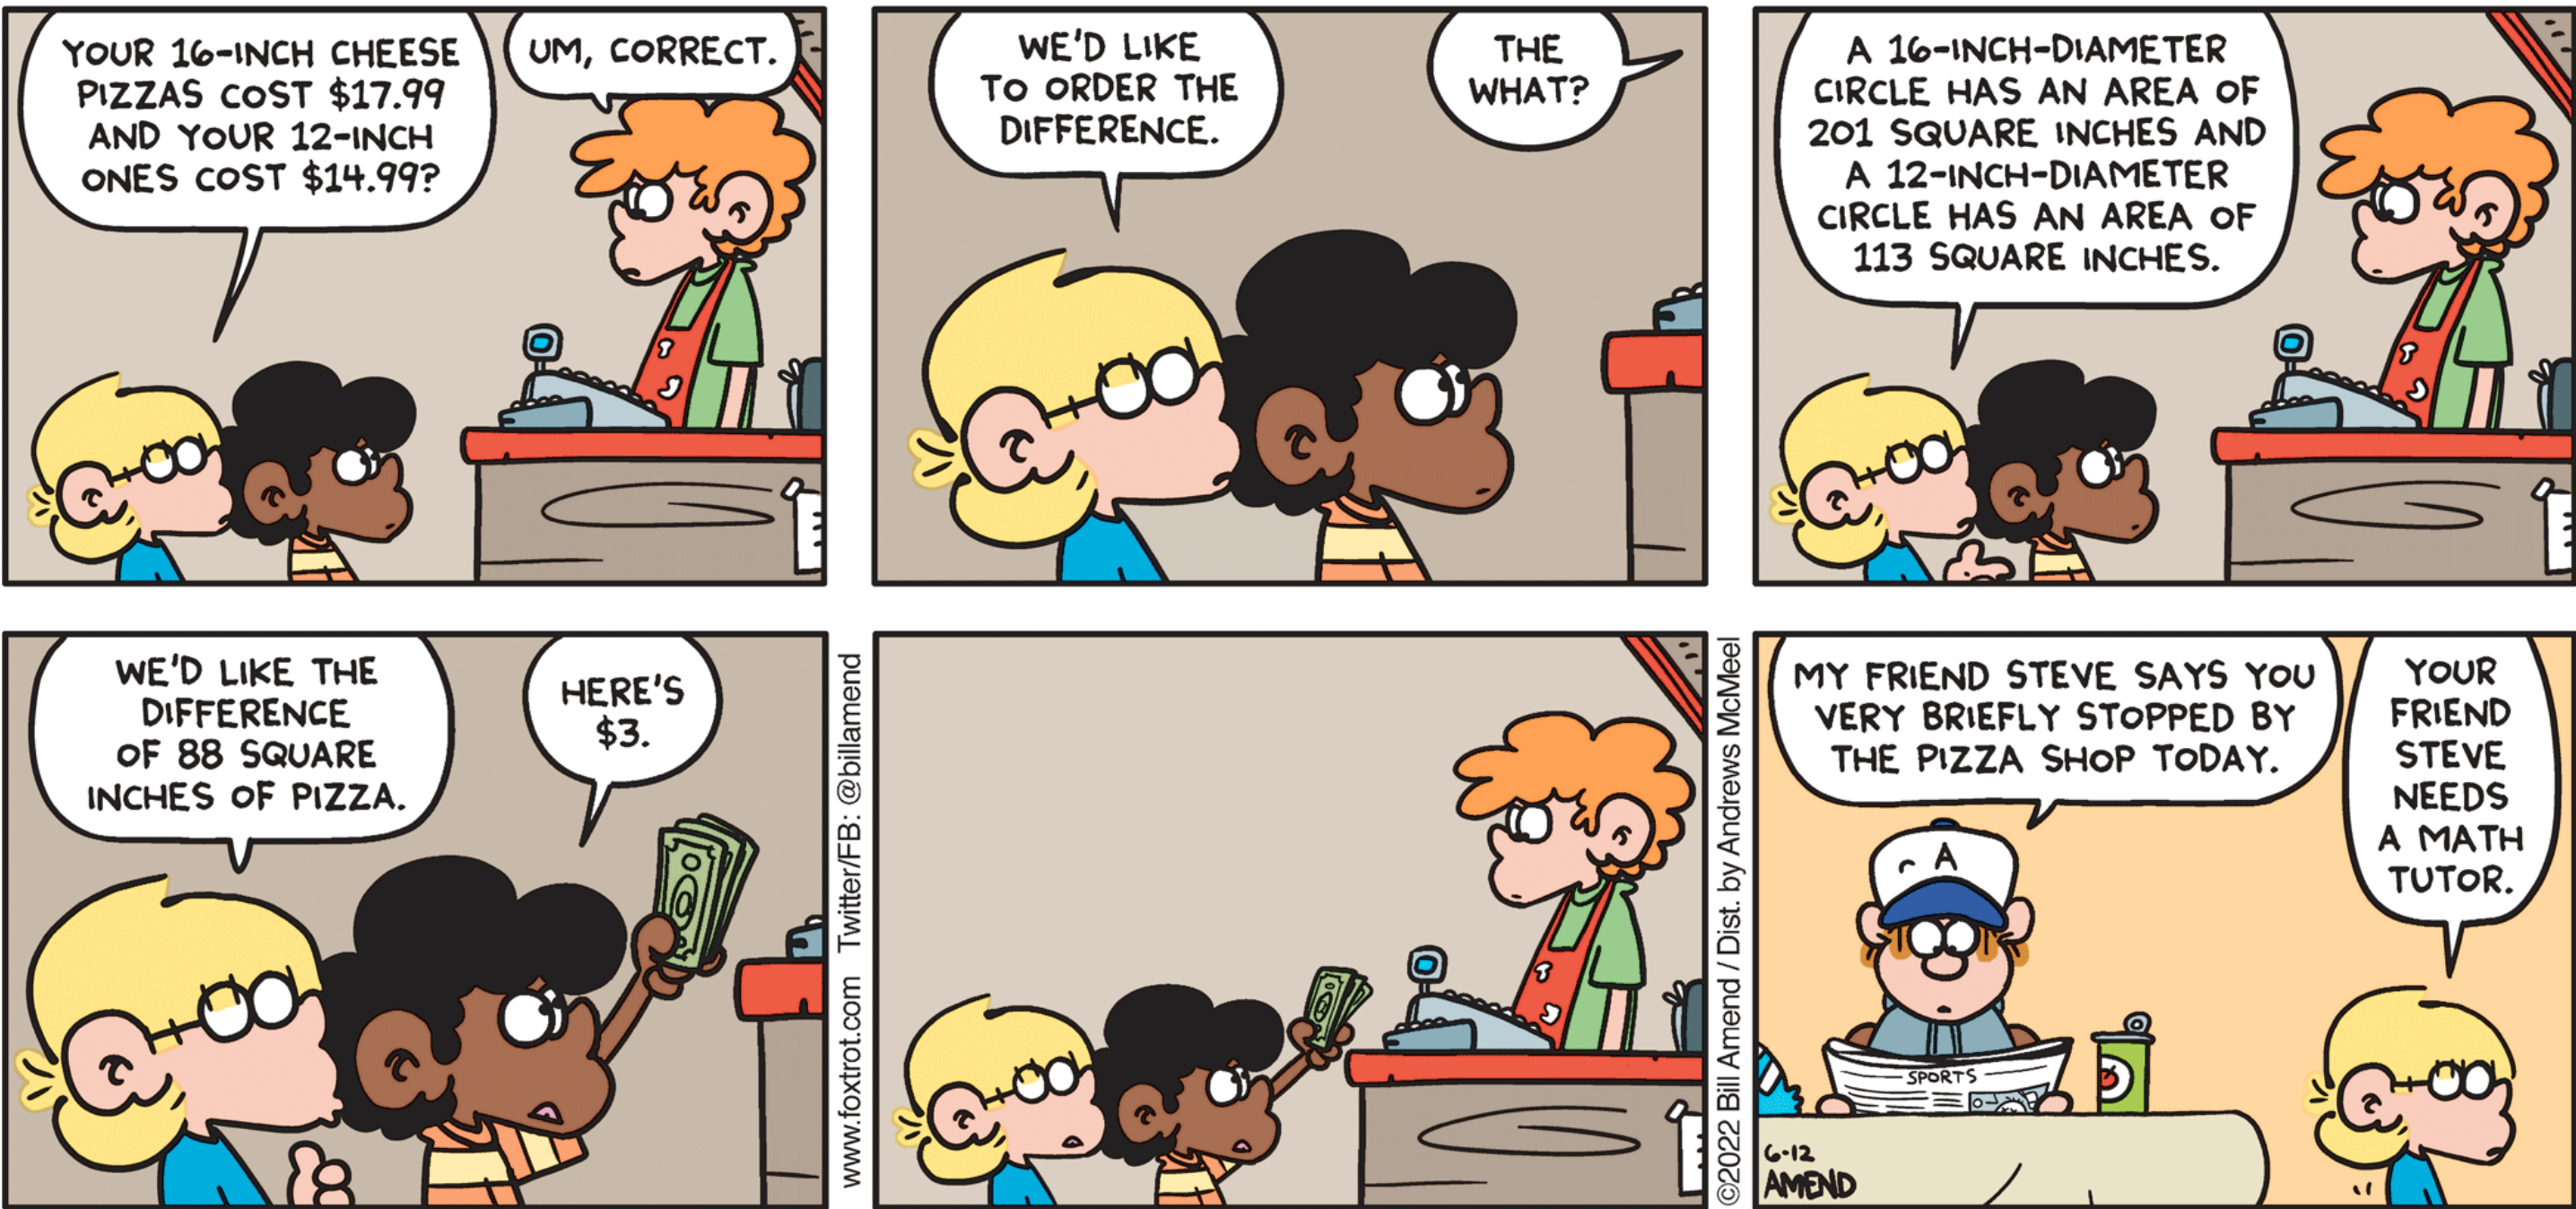 YOUR 16-INCH CHEESE
PIZZAS COST $17.99
AND YOUR 12-INCH
ONES COST $14.99?
UM, CORRECT.
WE'D LIKE
TO ORDER THE
DIFFERENCE.
THE
WHAT?
A 16-INCH-DIAMETER
CIRCLE HAS AN AREA OF
201 SQUARE INCHES AND
A 12-INCH-DIAMETER
CIRCLE HAS AN AREA OF
113 SQUARE INCHES.
WE'D LIKE THE
DIFFERENCE
OF 88 SQUARE
INCHES OF PIZZA.
HERE'S
$3.
www.foxtrot.com Twitter/FB: @billamend
©2022 Bill Amend / Dist. by Andrews McMeel
MY FRIEND STEVE SAYS YOU
VERY BRIEFLY STOPPED BY
THE PIZZA SHOP TODAY.
YOUR
FRIEND
STEVE
NEEDS
A MATH
TUTOR.
A
SPORTS
6-12
AMEND